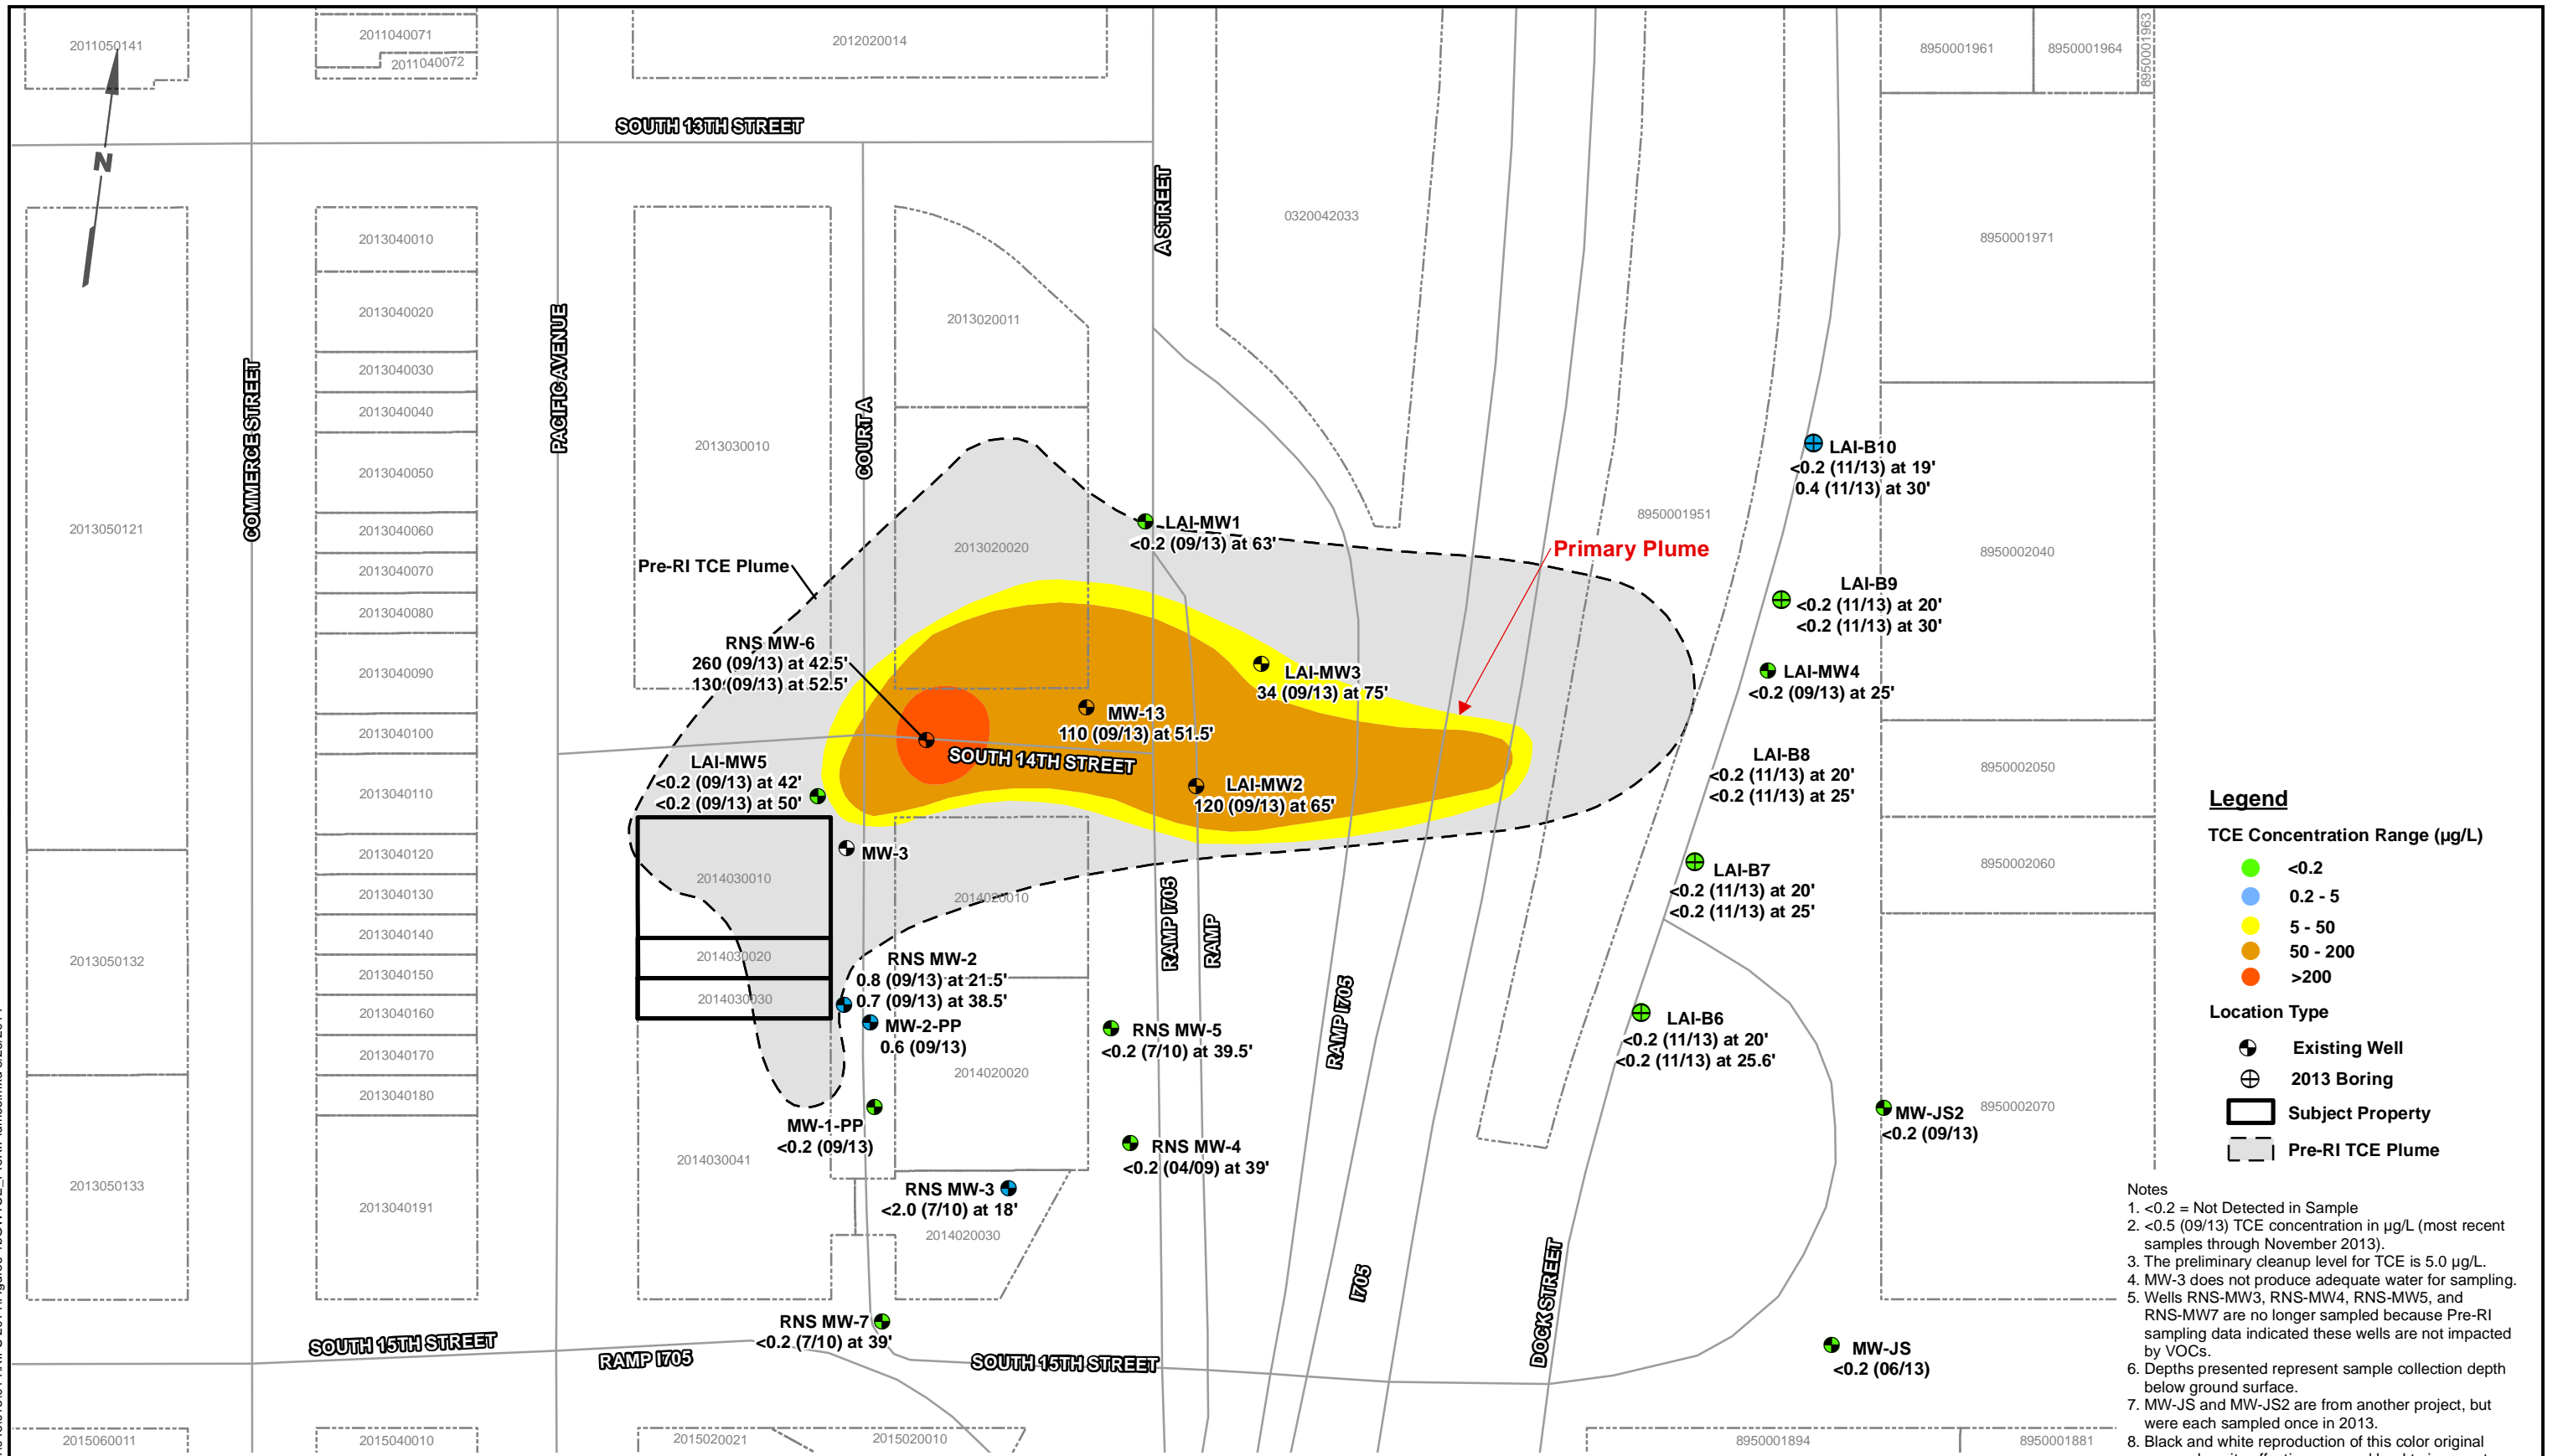 2011050141
2011040071
2011040072
2012020014
8950001961
8950001964
8950001963
SOUTH 13TH STREET
N
A STREET
0320042033
2013040010
8950001971
2013040020
2013020011
2013040030
PACIFIC AVENUE
COMMERCE STREET
2013040040
COURT A
2013030010
2013040050
LAI-B10
<0.2 (11/13) at 19'
0.4 (11/13) at 30'
8950001951
2013050121
2013040060
LAI-MW1
<0.2 (09/13) at 63'
2013020020
Primary Plume
8950002040
Pre-RI TCE Plume
2013040070
LAI-B9
<0.2 (11/13) at 20'
<0.2 (11/13) at 30'
2013040080
RNS MW-6
260 (09/13) at 42.5'
130 (09/13) at 52.5'
2013040090
LAI-MW3
34 (09/13) at 75'
LAI-MW4
<0.2 (09/13) at 25'
MW-13
110 (09/13) at 51.5'
2013040100
SOUTH 14TH STREET
LAI-MW5
<0.2 (09/13) at 42'
<0.2 (09/13) at 50'
LAI-B8
<0.2 (11/13) at 20'
<0.2 (11/13) at 25'
8950002050
2013040110
LAI-MW2
120 (09/13) at 65'
Legend
TCE Concentration Range (µg/L)
<0.2
0.2 - 5
5 - 50
50 - 200
>200
Location Type
Existing Well
2013 Boring
Subject Property
Pre-RI TCE Plume
2013040120
MW-3
8950002060
2014030010
LAI-B7
<0.2 (11/13) at 20'
<0.2 (11/13) at 25'
2013040130
2014020010
RAMP I705
RAMP
2013040140
2013050132
2014030020
RNS MW-2
0.8 (09/13) at 21.5'
0.7 (09/13) at 38.5'
2013040150
2014030030
2013040160
MW-2-PP
0.6 (09/13)
RNS MW-5
<0.2 (7/10) at 39.5'
RAMP I705
LAI-B6
<0.2 (11/13) at 20'
<0.2 (11/13) at 25.6'
2013040170
2014020020
2013040180
MW-1-PP
<0.2 (09/13)
MW-JS2
<0.2 (09/13)
8950002070
RNS MW-4
<0.2 (04/09) at 39'
2014030041
2013050133
2013040191
RNS MW-3
<2.0 (7/10) at 18'
2014020030
I705
DOCK STREET
RNS MW-7
<0.2 (7/10) at 39'
SOUTH 15TH STREET
RAMP I705
SOUTH 15TH STREET
MW-JS
<0.2 (06/13)
Notes
1. <0.2 = Not Detected in Sample
2. <0.5 (09/13) TCE concentration in µg/L (most recent
samples through November 2013).
3. The preliminary cleanup level for TCE is 5.0 µg/L.
4. MW-3 does not produce adequate water for sampling.
5. Wells RNS-MW3, RNS-MW4, RNS-MW5, and
RNS-MW7 are no longer sampled because Pre-RI
sampling data indicated these wells are not impacted
by VOCs.
6. Depths presented represent sample collection depth
below ground surface.
7. MW-JS and MW-JS2 are from another project, but
were each sampled once in 2013.
8. Black and white reproduction of this color original
2015060011
2015040010
2015020021
2015020010
8950001894
8950001881